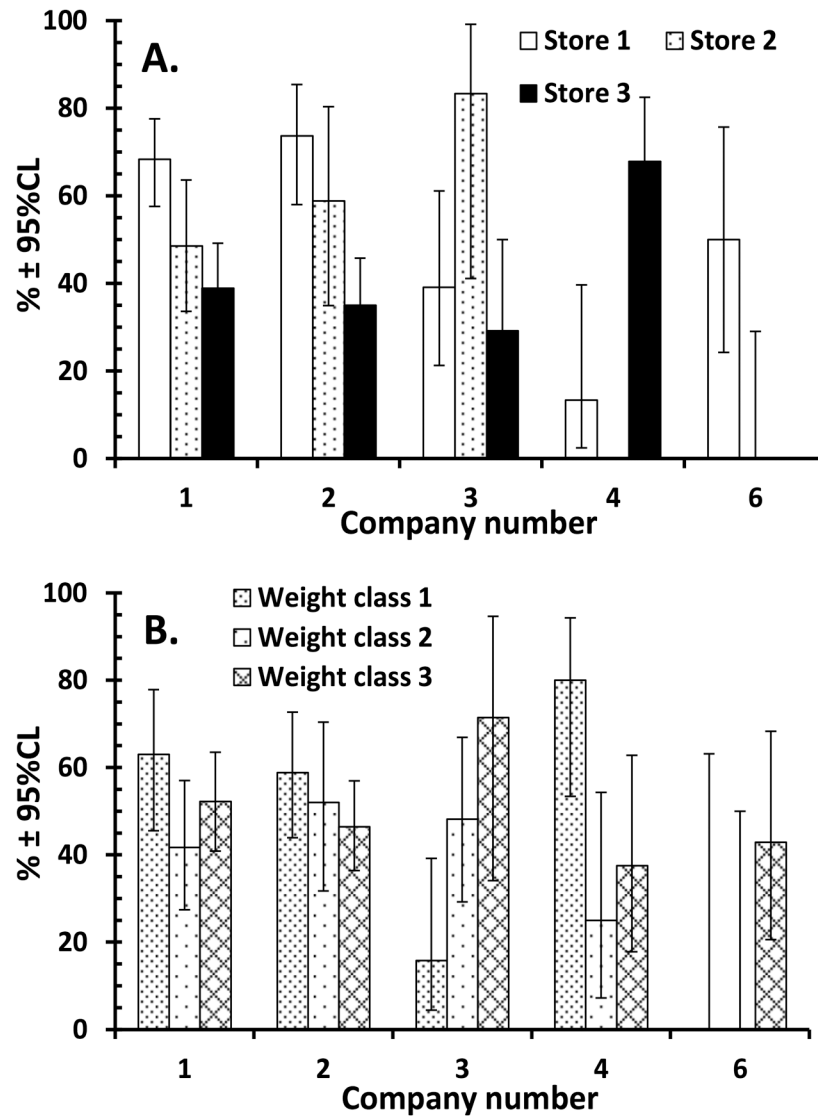 A.
Store 1 Store 2
Store 3
100
80
60
40
20
0
% ± 95%CL
1 2 3 4 6
Company number
B.
Weight class 1
Weight class 2
Weight class 3
100
80
60
40
20
0
% ± 95%CL
1 2 3 4 6
Company number